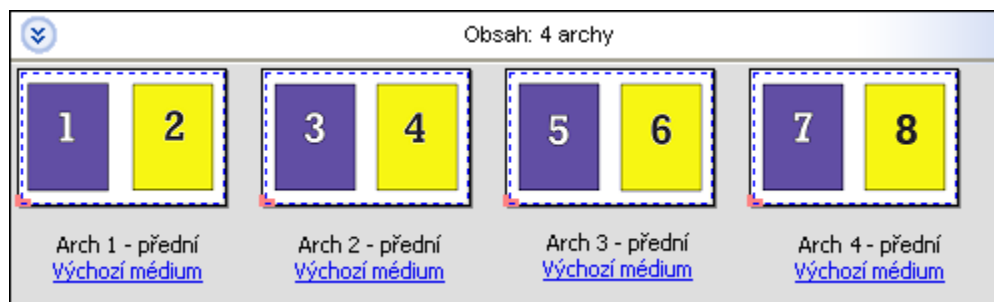 Obsah: 4 archy
1 2 3 4 5 6 7 8
Arch 1 - přední Arch 2 - přední Arch 3 - přední Arch 4 - přední
Výchozí médium Výchozí médium Výchozí médium Výchozí médium